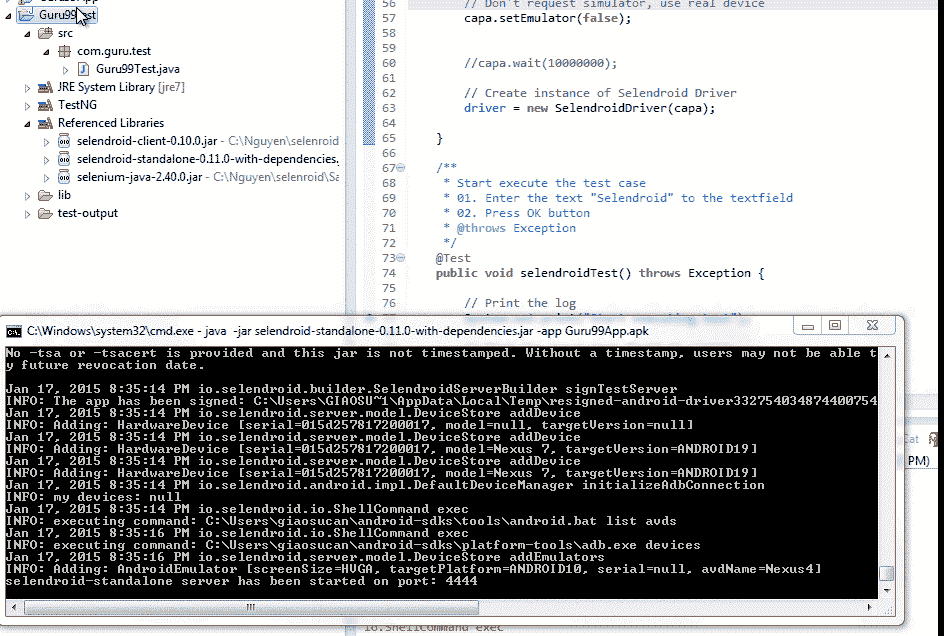 Guru99Test
src
com.guru.test
Guru99Test.java
JRE System Library [jre7]
TestNG
Referenced Libraries
selendroid-client-0.10.0.jar - C:\Nguyen\selenroid
selendroid-standalone-0.11.0-with-dependencies.
selenium-java-2.40.0.jar - C:\Nguyen\selenroid\Sa
lib
test-output
56 // Don't request simulator, use real device
57 capa.setEmulator(false);
58
59
60 //capa.wait(10000000);
61
62 // Create instance of Selendroid Driver
63 driver = new SelendroidDriver(capa);
64
65 }
66
67 /**
68 * Start execute the test case
69 * 01. Enter the text "Selendroid" to the textfield
70 * 02. Press OK button
71 * @throws Exception
72 */
73 @Test
74 public void selendroidTest() throws Exception {
75
76 // Print the log
C:\Windows\system32\cmd.exe - java -jar selendroid-standalone-0.11.0-with-dependencies.jar -app Guru99App.apk
No -tsa or -tsacert is provided and this jar is not timestamped. Without a timestamp, users may not be able t
y future revocation date.
Jan 17, 2015 8:35:14 PM io.selendroid.builder.SelendroidServerBuilder signTestServer
INFO: The app has been signed: C:\Users\GIAOSU~1\AppData\Local\Temp\resigned-android-driver332754034874400754
Jan 17, 2015 8:35:14 PM io.selendroid.server.model.DeviceStore addDevice
INFO: Adding: HardwareDevice [serial=015d257817200017, model=null, targetVersion=null]
Jan 17, 2015 8:35:14 PM io.selendroid.server.model.DeviceStore addDevice
INFO: Adding: HardwareDevice [serial=015d257817200017, model=Nexus 7, targetVersion=ANDROID19]
Jan 17, 2015 8:35:14 PM io.selendroid.server.model.DeviceStore addDevice
INFO: Adding: HardwareDevice [serial=015d257817200017, model=Nexus 7, targetVersion=ANDROID19]
Jan 17, 2015 8:35:14 PM io.selendroid.android.impl.DefaultDeviceManager initializeAdbConnection
INFO: my devices: null
Jan 17, 2015 8:35:14 PM io.selendroid.io.ShellCommand exec
INFO: executing command: C:\Users\giaosucan\android-sdks\tools\android.bat list avds
Jan 17, 2015 8:35:16 PM io.selendroid.io.ShellCommand exec
INFO: executing command: C:\Users\giaosucan\android-sdks\platform-tools\adb.exe devices
Jan 17, 2015 8:35:16 PM io.selendroid.server.model.DeviceStore addEmulators
INFO: Adding: AndroidEmulator [screenSize=HVGA, targetPlatform=ANDROID10, serial=null, avdName=Nexus4]
selendroid-standalone server has been started on port: 4444
Cat
PM)
io.ShellCommand exec